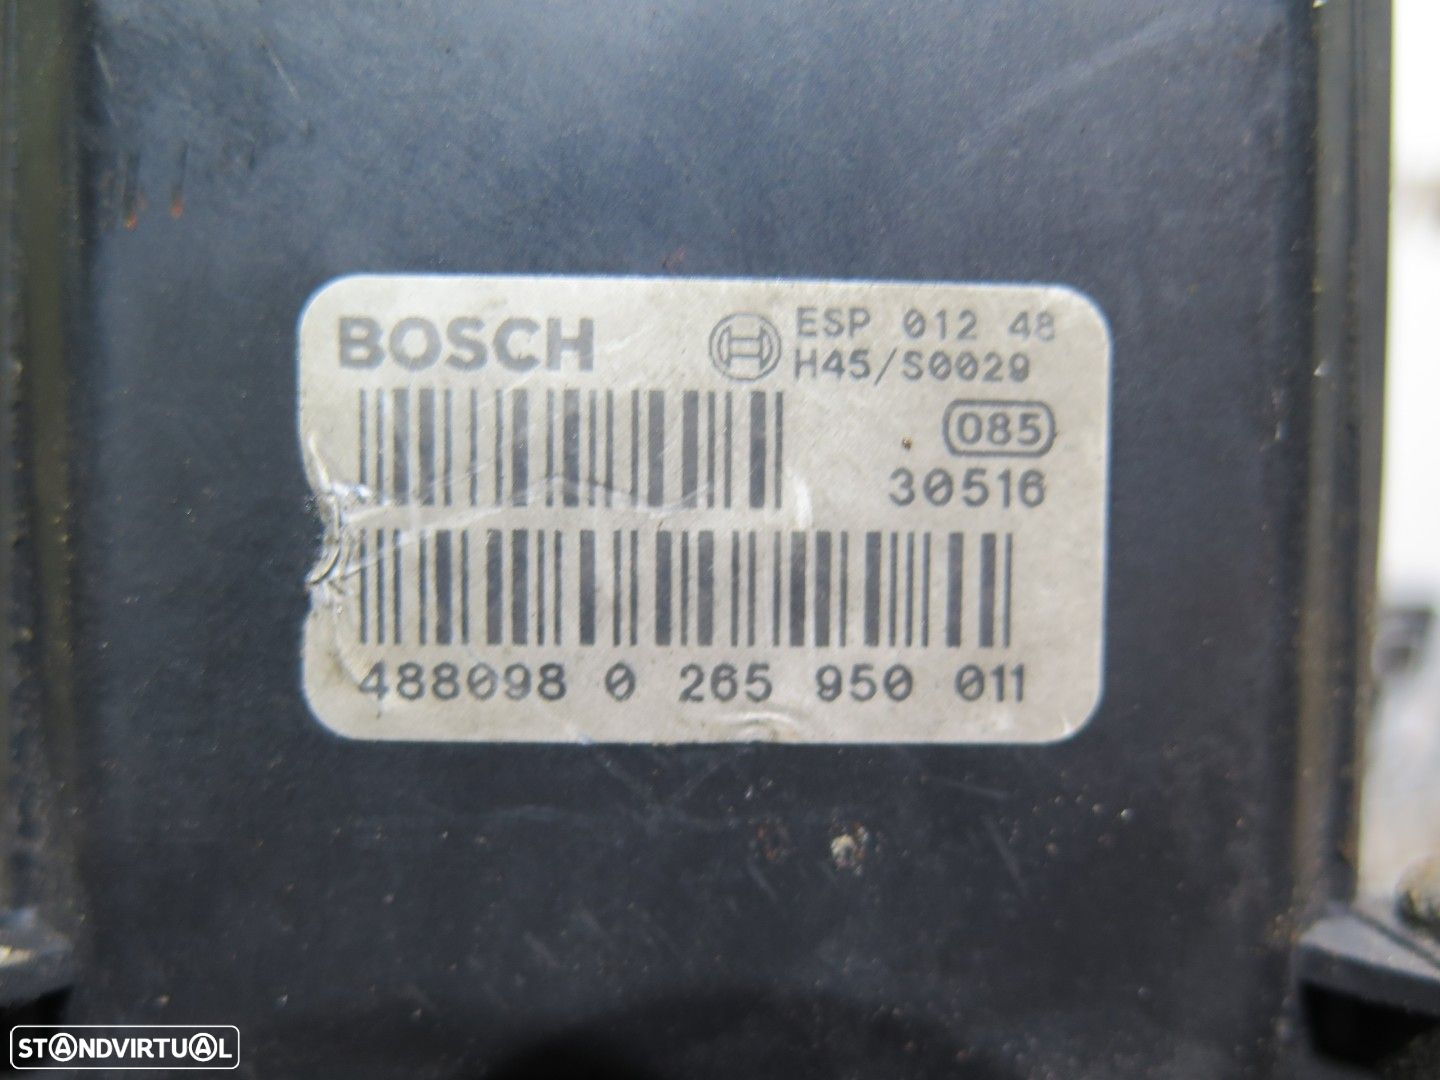 BOSCH
ESP 012 48
H45/S0029
085
30516
488098 0 265 950 011
STANDVIRTUAL